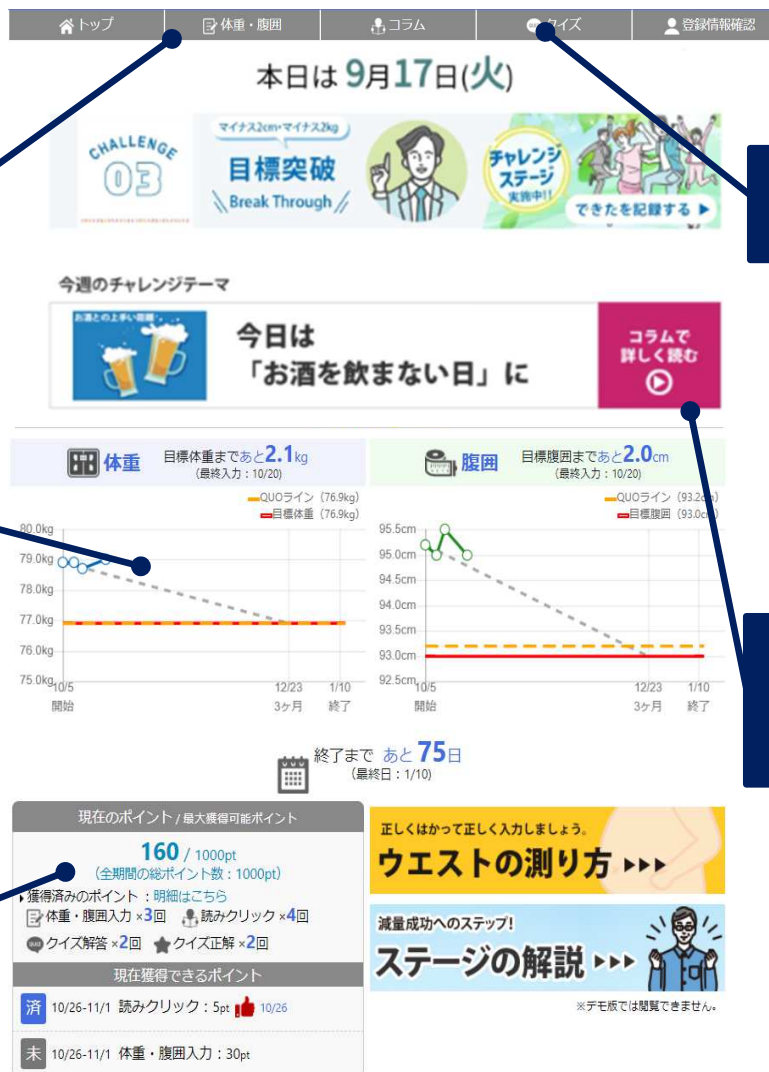 トップ
体重・腹囲
コラム
クイズ
登録情報確認
本日は 9月17日(火)
CHALLENGE
03
マイナス2cm・マイナス2kg
目標突破
Break Through
チャレンジ
ステージ
実施中!!
できたを記録する ▶
今週のチャレンジテーマ
お酒との上手い距離
今日は
「お酒を飲まない日」に
コラムで
詳しく読む
体重
目標体重まであと2.1kg
(最終入力：10/20)
QUOライン (76.9kg)
目標体重 (76.9kg)
80.0kg
79.0kg
78.0kg
77.0kg
76.0kg
75.0kg
10/5
開始
12/23
3ヶ月
1/10
終了
腹囲
目標腹囲まであと2.0cm
(最終入力：10/20)
QUOライン (93.2cm)
目標腹囲 (93.0cm)
95.5cm
95.0cm
94.5cm
94.0cm
93.5cm
93.0cm
92.5cm
10/5
開始
12/23
3ヶ月
1/10
終了
終了まで あと 75日
(最終日：1/10)
現在のポイント / 最大獲得可能ポイント
160 / 1000pt
(全期間の総ポイント数：1000pt)
獲得済みのポイント ：明細はこちら
体重・腹囲入力 ×3回 読みクリック ×4回
クイズ解答 ×2回 クイズ正解 ×2回
現在獲得できるポイント
済 10/26-11/1 読みクリック：5pt 10/26
未 10/26-11/1 体重・腹囲入力：30pt
正しくはかって正しく入力しましょう。
ウエストの測り方 ▸▸▸
減量成功へのステップ!
ステージの解説 ▸▸▸
※デモ版では閲覧できません。